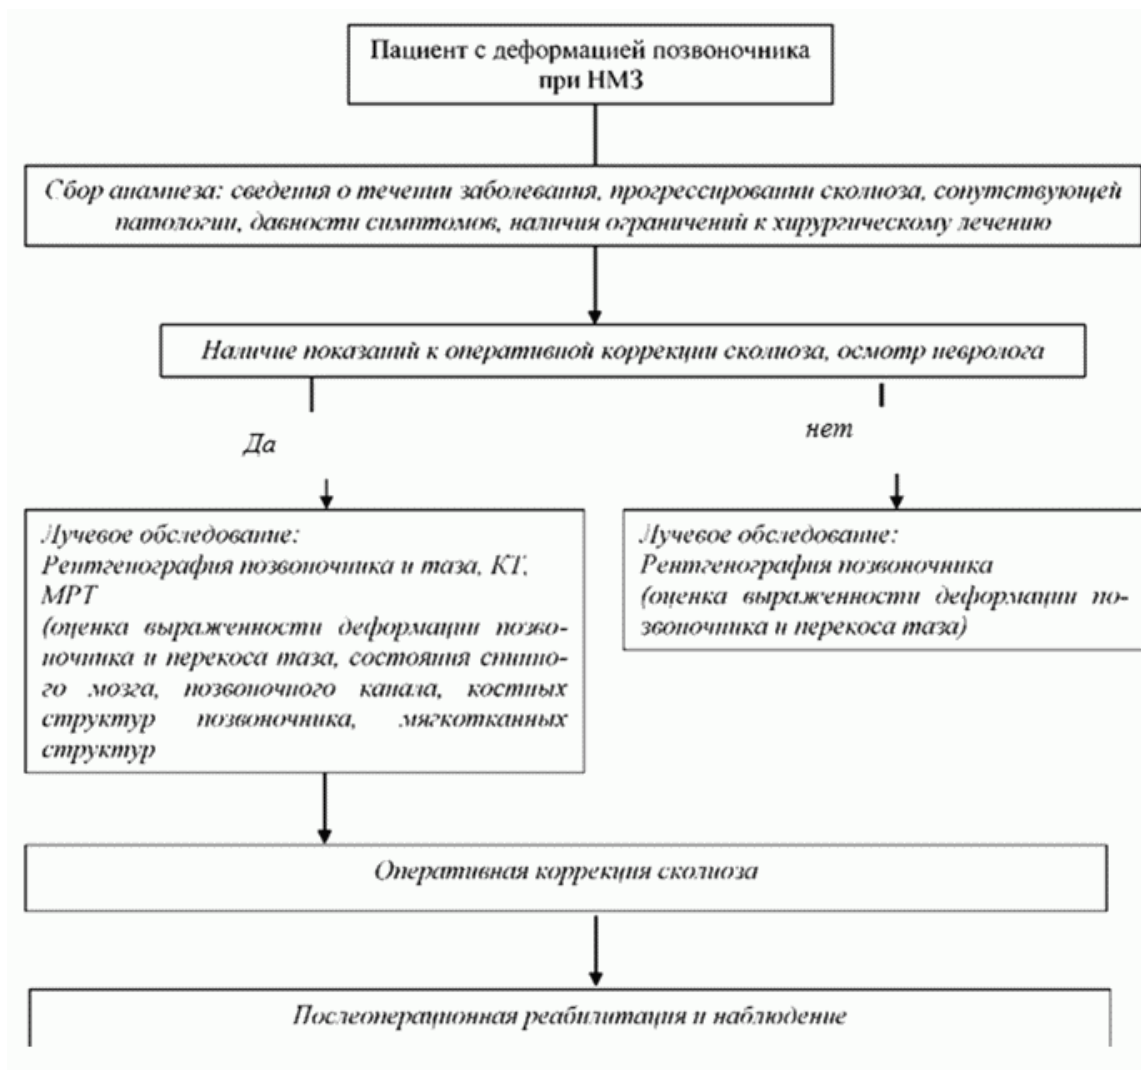 Пациент с деформацией позвоночника
при НМЗ
Сбор анамнеза: сведения о течении заболевания, прогрессировании сколиоза, сопутствующей
патологии, давности симптомов, наличия ограничений к хирургическому лечению
Наличие показаний к оперативной коррекции сколиоза, осмотр невролога
Да
нет
Лучевое обследование:
Рентгенография позвоночника и таза, КТ,
МРТ
(оценка выраженности деформации позво-
ночника и перекоса таза, состояния спинно-
го мозга, позвоночного канала, костных
структур позвоночника, мягкотканных
структур
Лучевое обследование:
Рентгенография позвоночника
(оценка выраженности деформации по-
звоночника и перекоса таза)
Оперативная коррекция сколиоза
Послеоперационная реабилитация и наблюдение